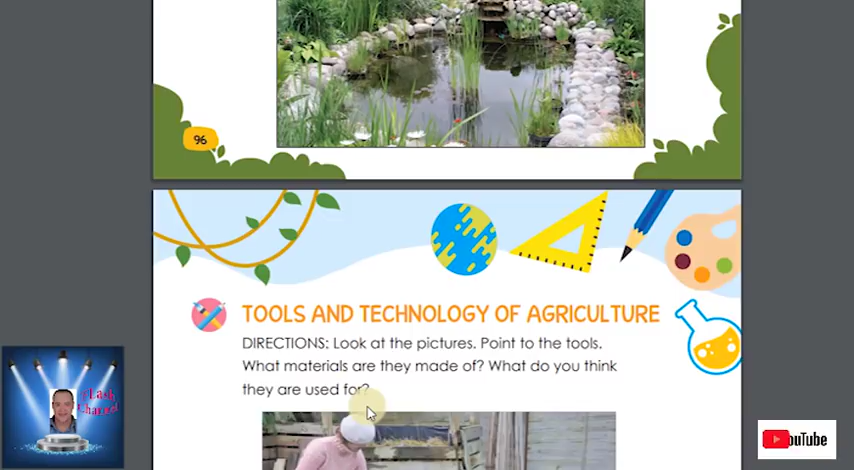 96
TOOLS AND TECHNOLOGY OF AGRICULTURE
DIRECTIONS: Look at the pictures. Point to the tools.
What materials are they made of? What do you think
they are used for?
fLash
Channel
YouTube